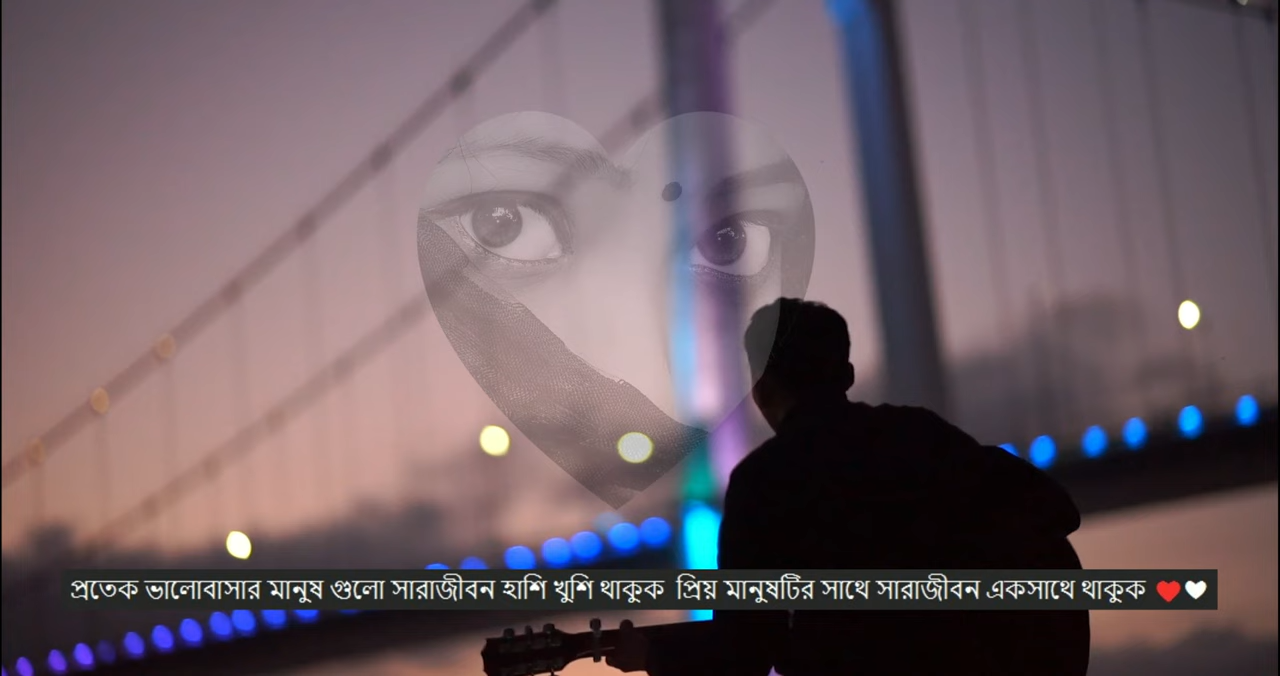 প্রতেক ভালোবাসার মানুষ গুলো সারাজীবন হাশি খুশি থাকুক প্রিয় মানুষটির সাথে সারাজীবন একসাথে থাকুক ❤️🤍